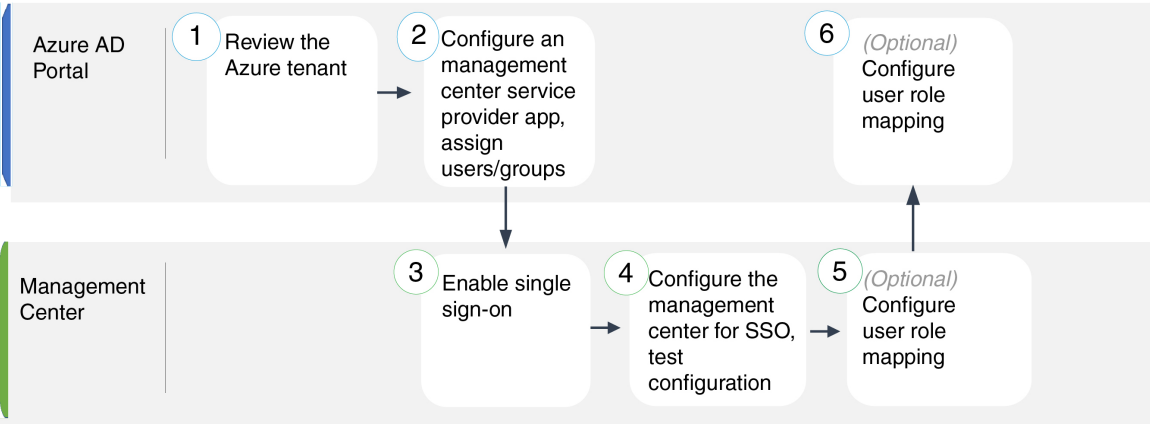 Azure AD
Portal
1
Review the
Azure tenant
2
Configure an
management
center service
provider app,
assign
users/groups
6
(Optional)
Configure
user role
mapping
Management
Center
3
Enable single
sign-on
4
Configure the
management
center for SSO,
test
configuration
5
(Optional)
Configure
user role
mapping